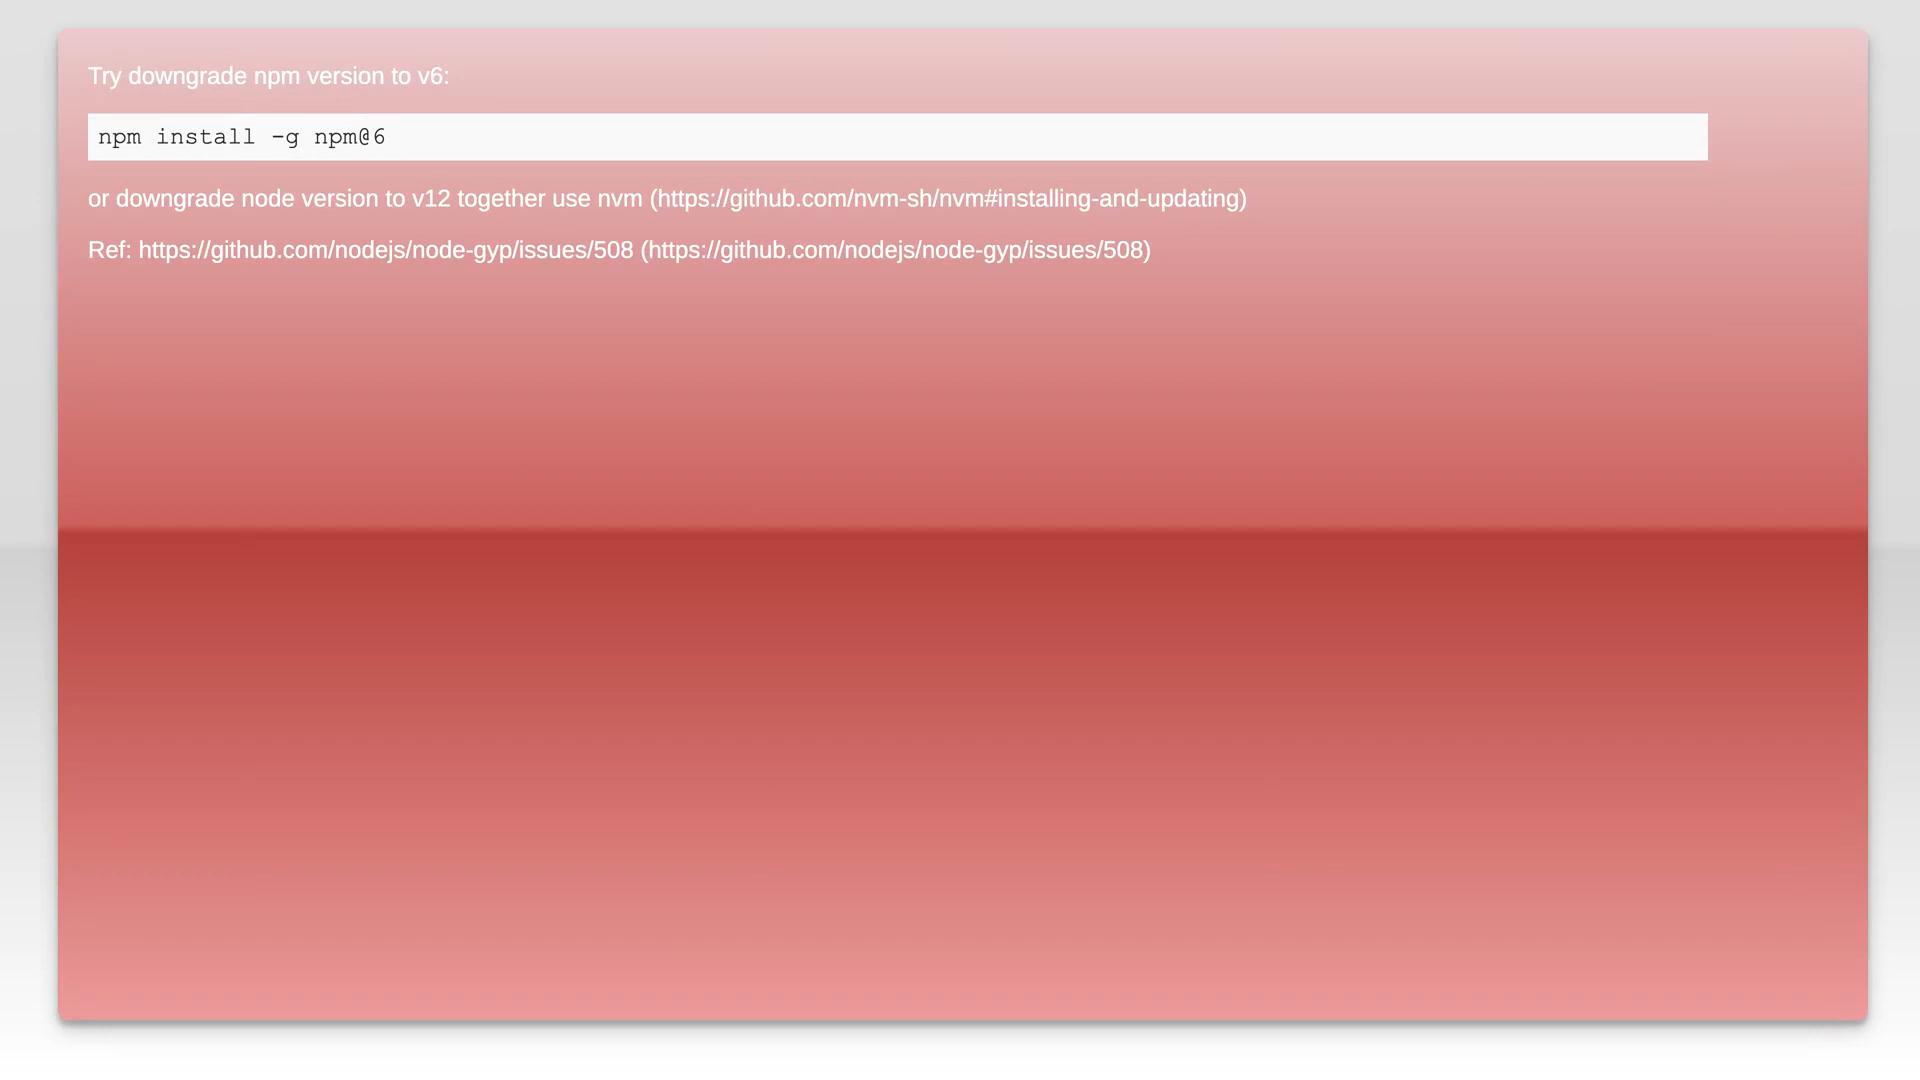 Try downgrade npm version to v6:
npm install -g npm@6
or downgrade node version to v12 together use nvm (https://github.com/nvm-sh/nvm#installing-and-updating)
Ref: https://github.com/nodejs/node-gyp/issues/508 (https://github.com/nodejs/node-gyp/issues/508)